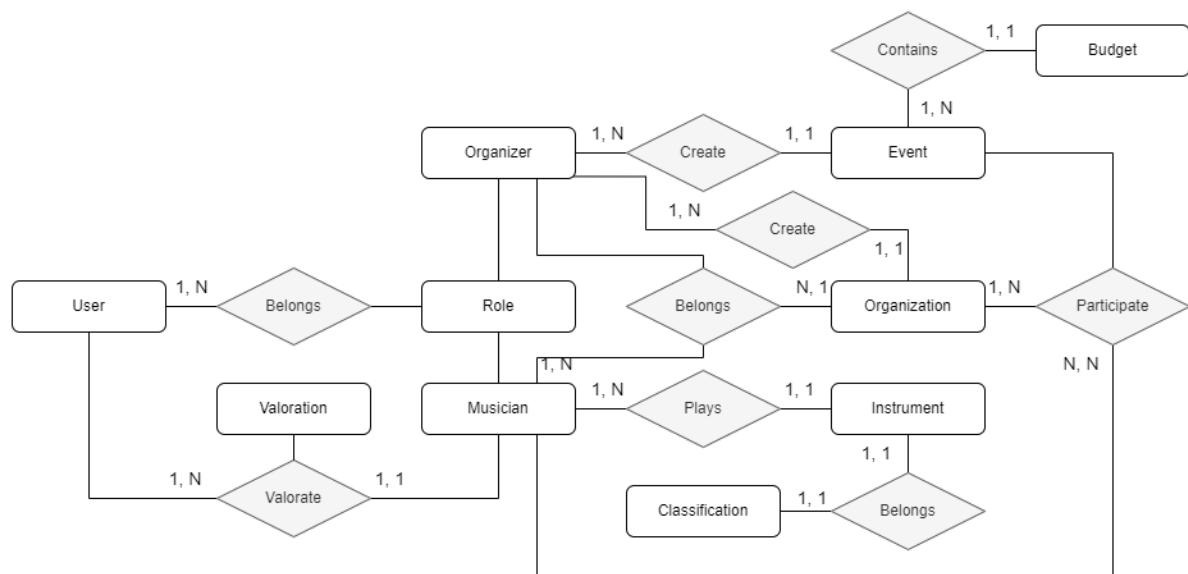 Contains
1, 1
Budget
1, N
Organizer
1, N
Create
1, 1
Event
1, N
Create
1, 1
User
1, N
Belongs
Role
Belongs
N, 1
Organization
1, N
Participate
1, N
N, N
Valoration
Musician
1, N
Plays
1, 1
Instrument
1, 1
1, N
Valorate
1, 1
Classification
1, 1
Belongs